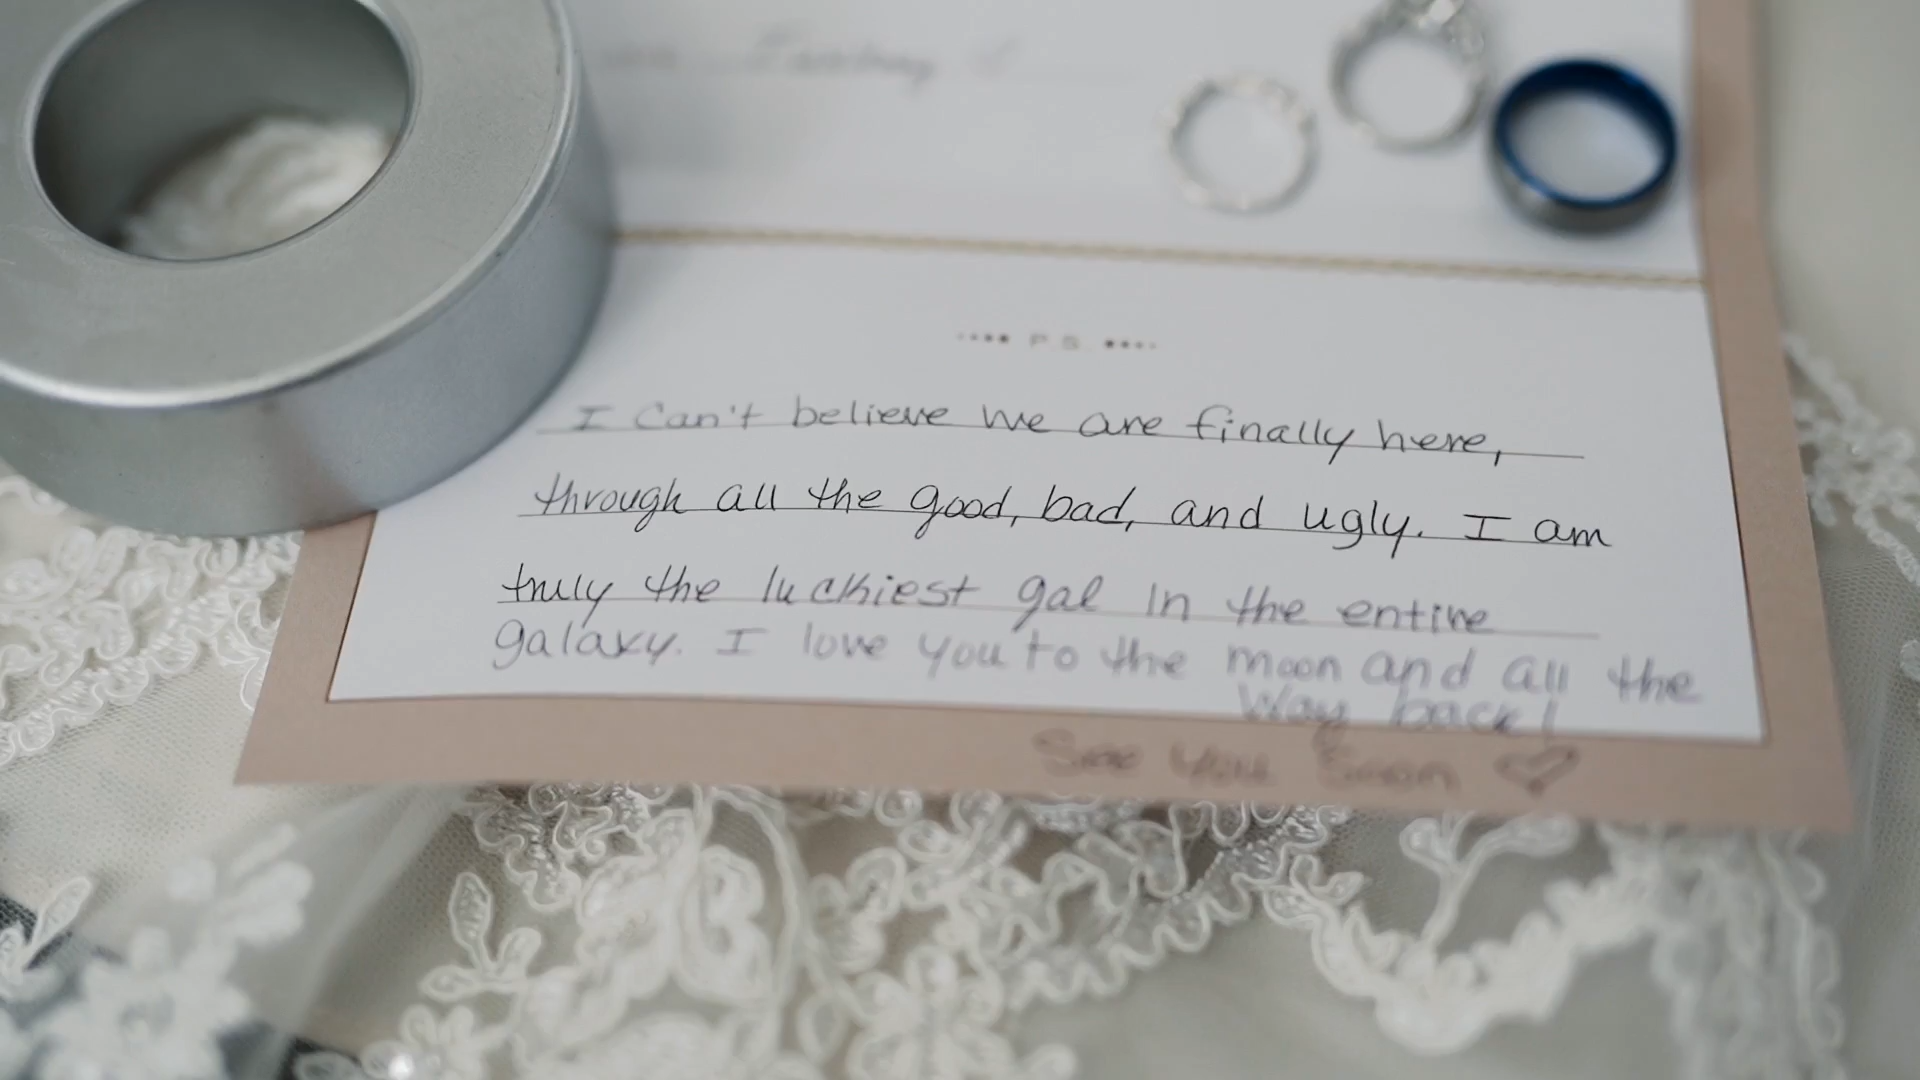 P.S.
I can't believe we are finally here,
through all the good, bad, and ugly. I am
truly the luckiest gal in the entire
galaxy. I love you to the moon and all the
way back!
See you soon ♡